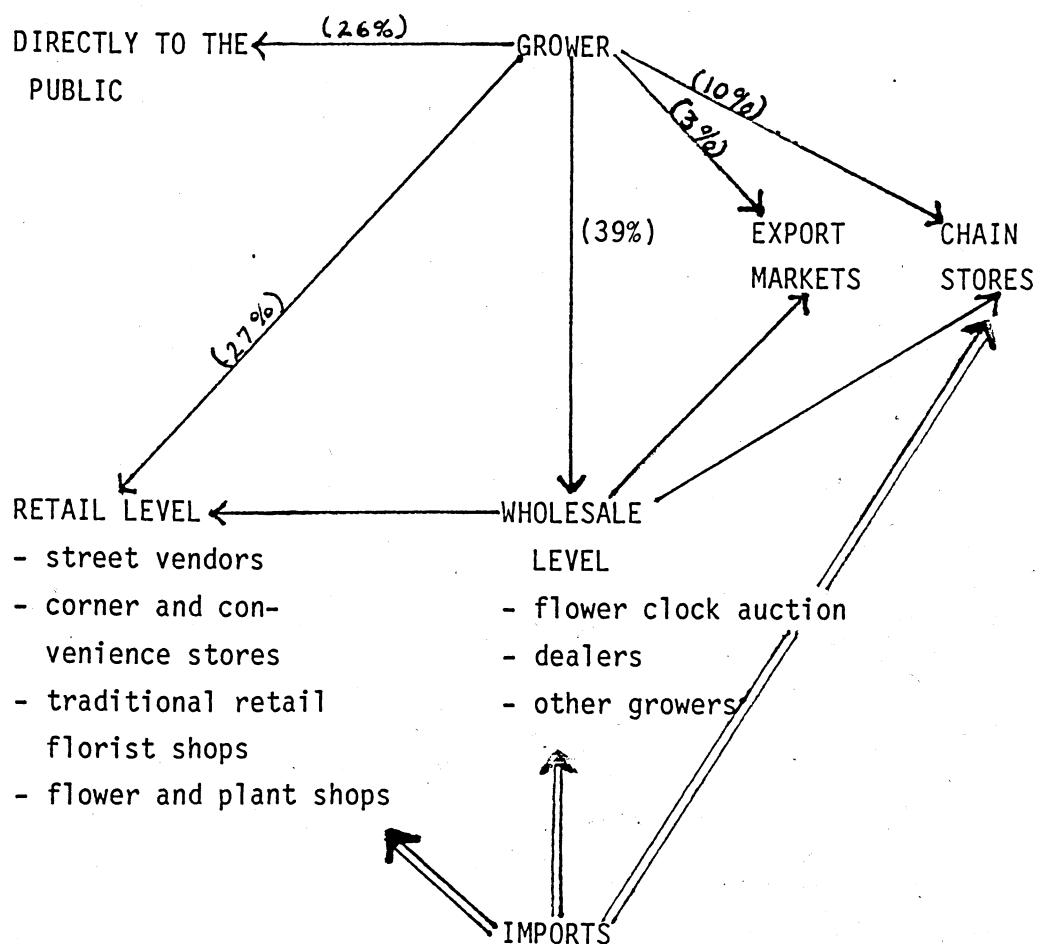 DIRECTLY TO THE
PUBLIC
(26%)
GROWER
(10%)
(3%)
(39%)
EXPORT
MARKETS
CHAIN
STORES
(27%)
RETAIL LEVEL
- street vendors
- corner and con-
venience stores
- traditional retail
florist shops
- flower and plant shops
WHOLESALE
LEVEL
- flower clock auction
- dealers
- other growers
IMPORTS